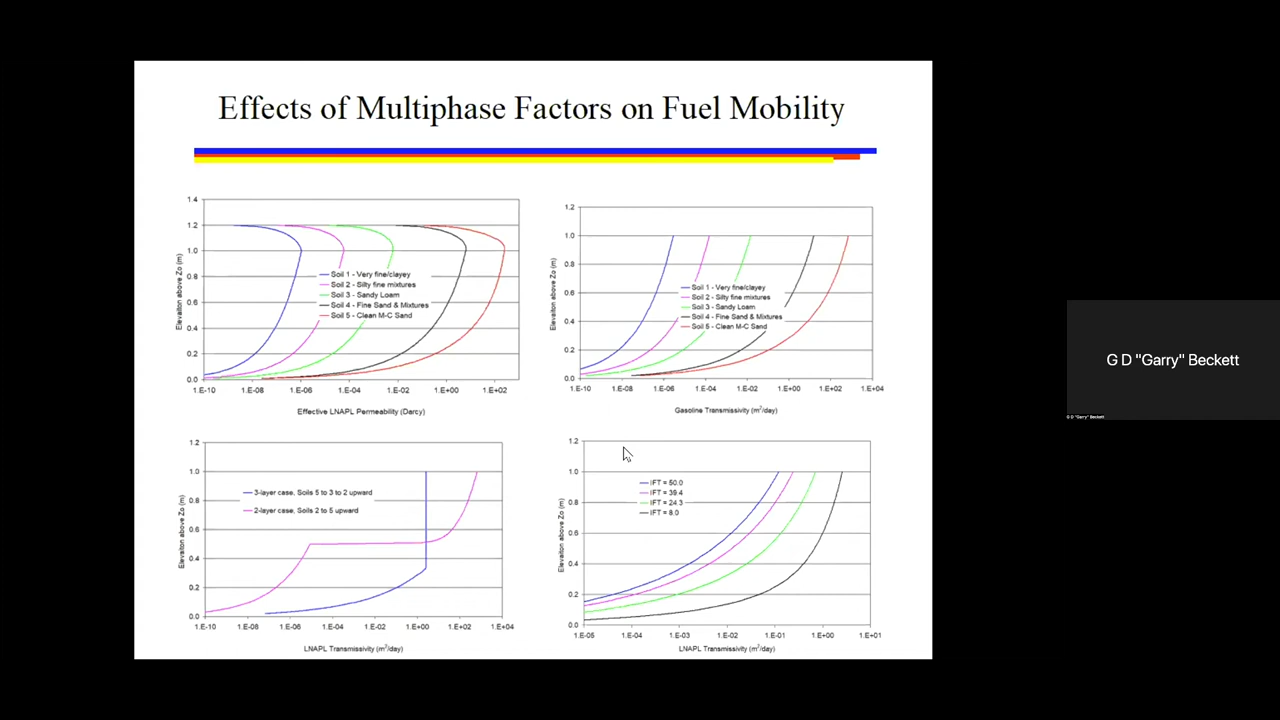 Effects of Multiphase Factors on Fuel Mobility
1.4
1.2
1.0
0.8
0.6
0.4
0.2
0.0
Elevaiton above Zo (m)
Soil 1 - Very fine/clayey
Soil 2 - Silty fine mixtures
Soil 3 - Sandy Loam
Soil 4 - Fine Sand & Mixtures
Soil 5 - Clean M-C Sand
1.E-10 1.E-08 1.E-06 1.E-04 1.E-02 1.E+00 1.E+02
Effective LNAPL Permeability (Darcy)
1.2
1.0
0.8
0.6
0.4
0.2
0.0
Elevaiton above Zo (m)
Soil 1 - Very fine/clayey
Soil 2 - Silty fine mixtures
Soil 3 - Sandy Loam
Soil 4 - Fine Sand & Mixtures
Soil 5 - Clean M-C Sand
1.E-10 1.E-08 1.E-06 1.E-04 1.E-02 1.E+00 1.E+02 1.E+04
Gasoline Transmissivity (m²/day)
G D "Garry" Beckett
G D "Garry" Beckett
1.2
1.0
0.8
0.6
0.4
0.2
0.0
Elevaiton above Zo (m)
3-layer case, Soils 5 to 3 to 2 upward
2-layer case, Soils 2 to 5 upward
1.E-10 1.E-08 1.E-06 1.E-04 1.E-02 1.E+00 1.E+02 1.E+04
LNAPL Transmissivity (m²/day)
1.2
1.0
0.8
0.6
0.4
0.2
0.0
Elevaiton above Zo (m)
IFT = 50.0
IFT = 39.4
IFT = 24.3
IFT = 8.0
1.E-05 1.E-04 1.E-03 1.E-02 1.E-01 1.E+00 1.E+01
LNAPL Transmissivity (m²/day)